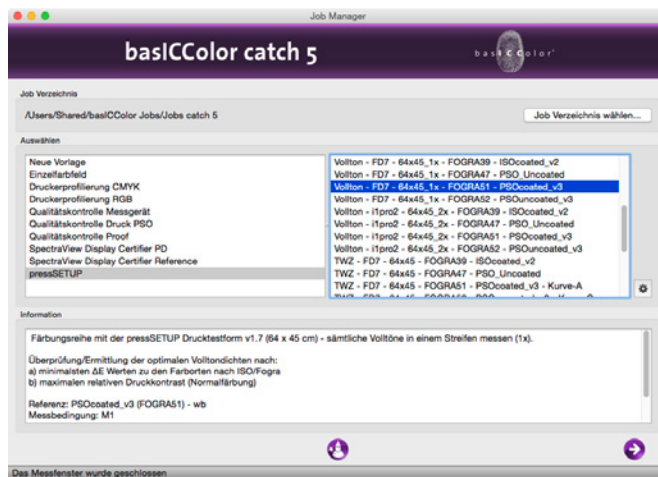 Job Manager
basICColor catch 5
basICColor
Job Verzeichnis
/Users/Shared/basICColor Jobs/Jobs catch 5
Job Verzeichnis wählen...
Auswählen
Neue Vorlage
Einzelfarbfeld
Druckerprofilierung CMYK
Druckerprofilierung RGB
Qualitätskontrolle Messgerät
Qualitätskontrolle Druck PSO
Qualitätskontrolle Proof
SpectraView Display Certifier PD
SpectraView Display Certifier Reference
pressSETUP
Vollton - FD7 - 64x45_1x - FOGRA39 - ISOcoated_v2
Vollton - FD7 - 64x45_1x - FOGRA47 - PSO_Uncoated
Vollton - FD7 - 64x45_1x - FOGRA51 - PSOcoated_v3
Vollton - FD7 - 64x45_1x - FOGRA52 - PSOuncoated_v3
Vollton - i1pro2 - 64x45_2x - FOGRA39 - ISOcoated_v2
Vollton - i1pro2 - 64x45_2x - FOGRA47 - PSO_Uncoated
Vollton - i1pro2 - 64x45_2x - FOGRA51 - PSOcoated_v3
Vollton - i1pro2 - 64x45_2x - FOGRA52 - PSOuncoated_v3
TWZ - FD7 - 64x45 - FOGRA39 - ISOcoated_v2
TWZ - FD7 - 64x45 - FOGRA47 - PSO_Uncoated
TWZ - FD7 - 64x45 - FOGRA51 - PSOcoated_v3 - Kurve-A
Information
Färbungsreihe mit der pressSETUP Drucktestform v1.7 (64 x 45 cm) - sämtliche Volltöne in einem Streifen messen (1x).
Überprüfung/Ermittlung der optimalen Volltondichten nach:
a) minimalsten ΔE Werten zu den Farborten nach ISO/Fogra
b) maximalen relativen Druckkontrast (Normalfärbung)
Referenz: PSOcoated_v3 (FOGRA51) - wb
Messbedingung: M1
Das Messfenster wurde geschlossen